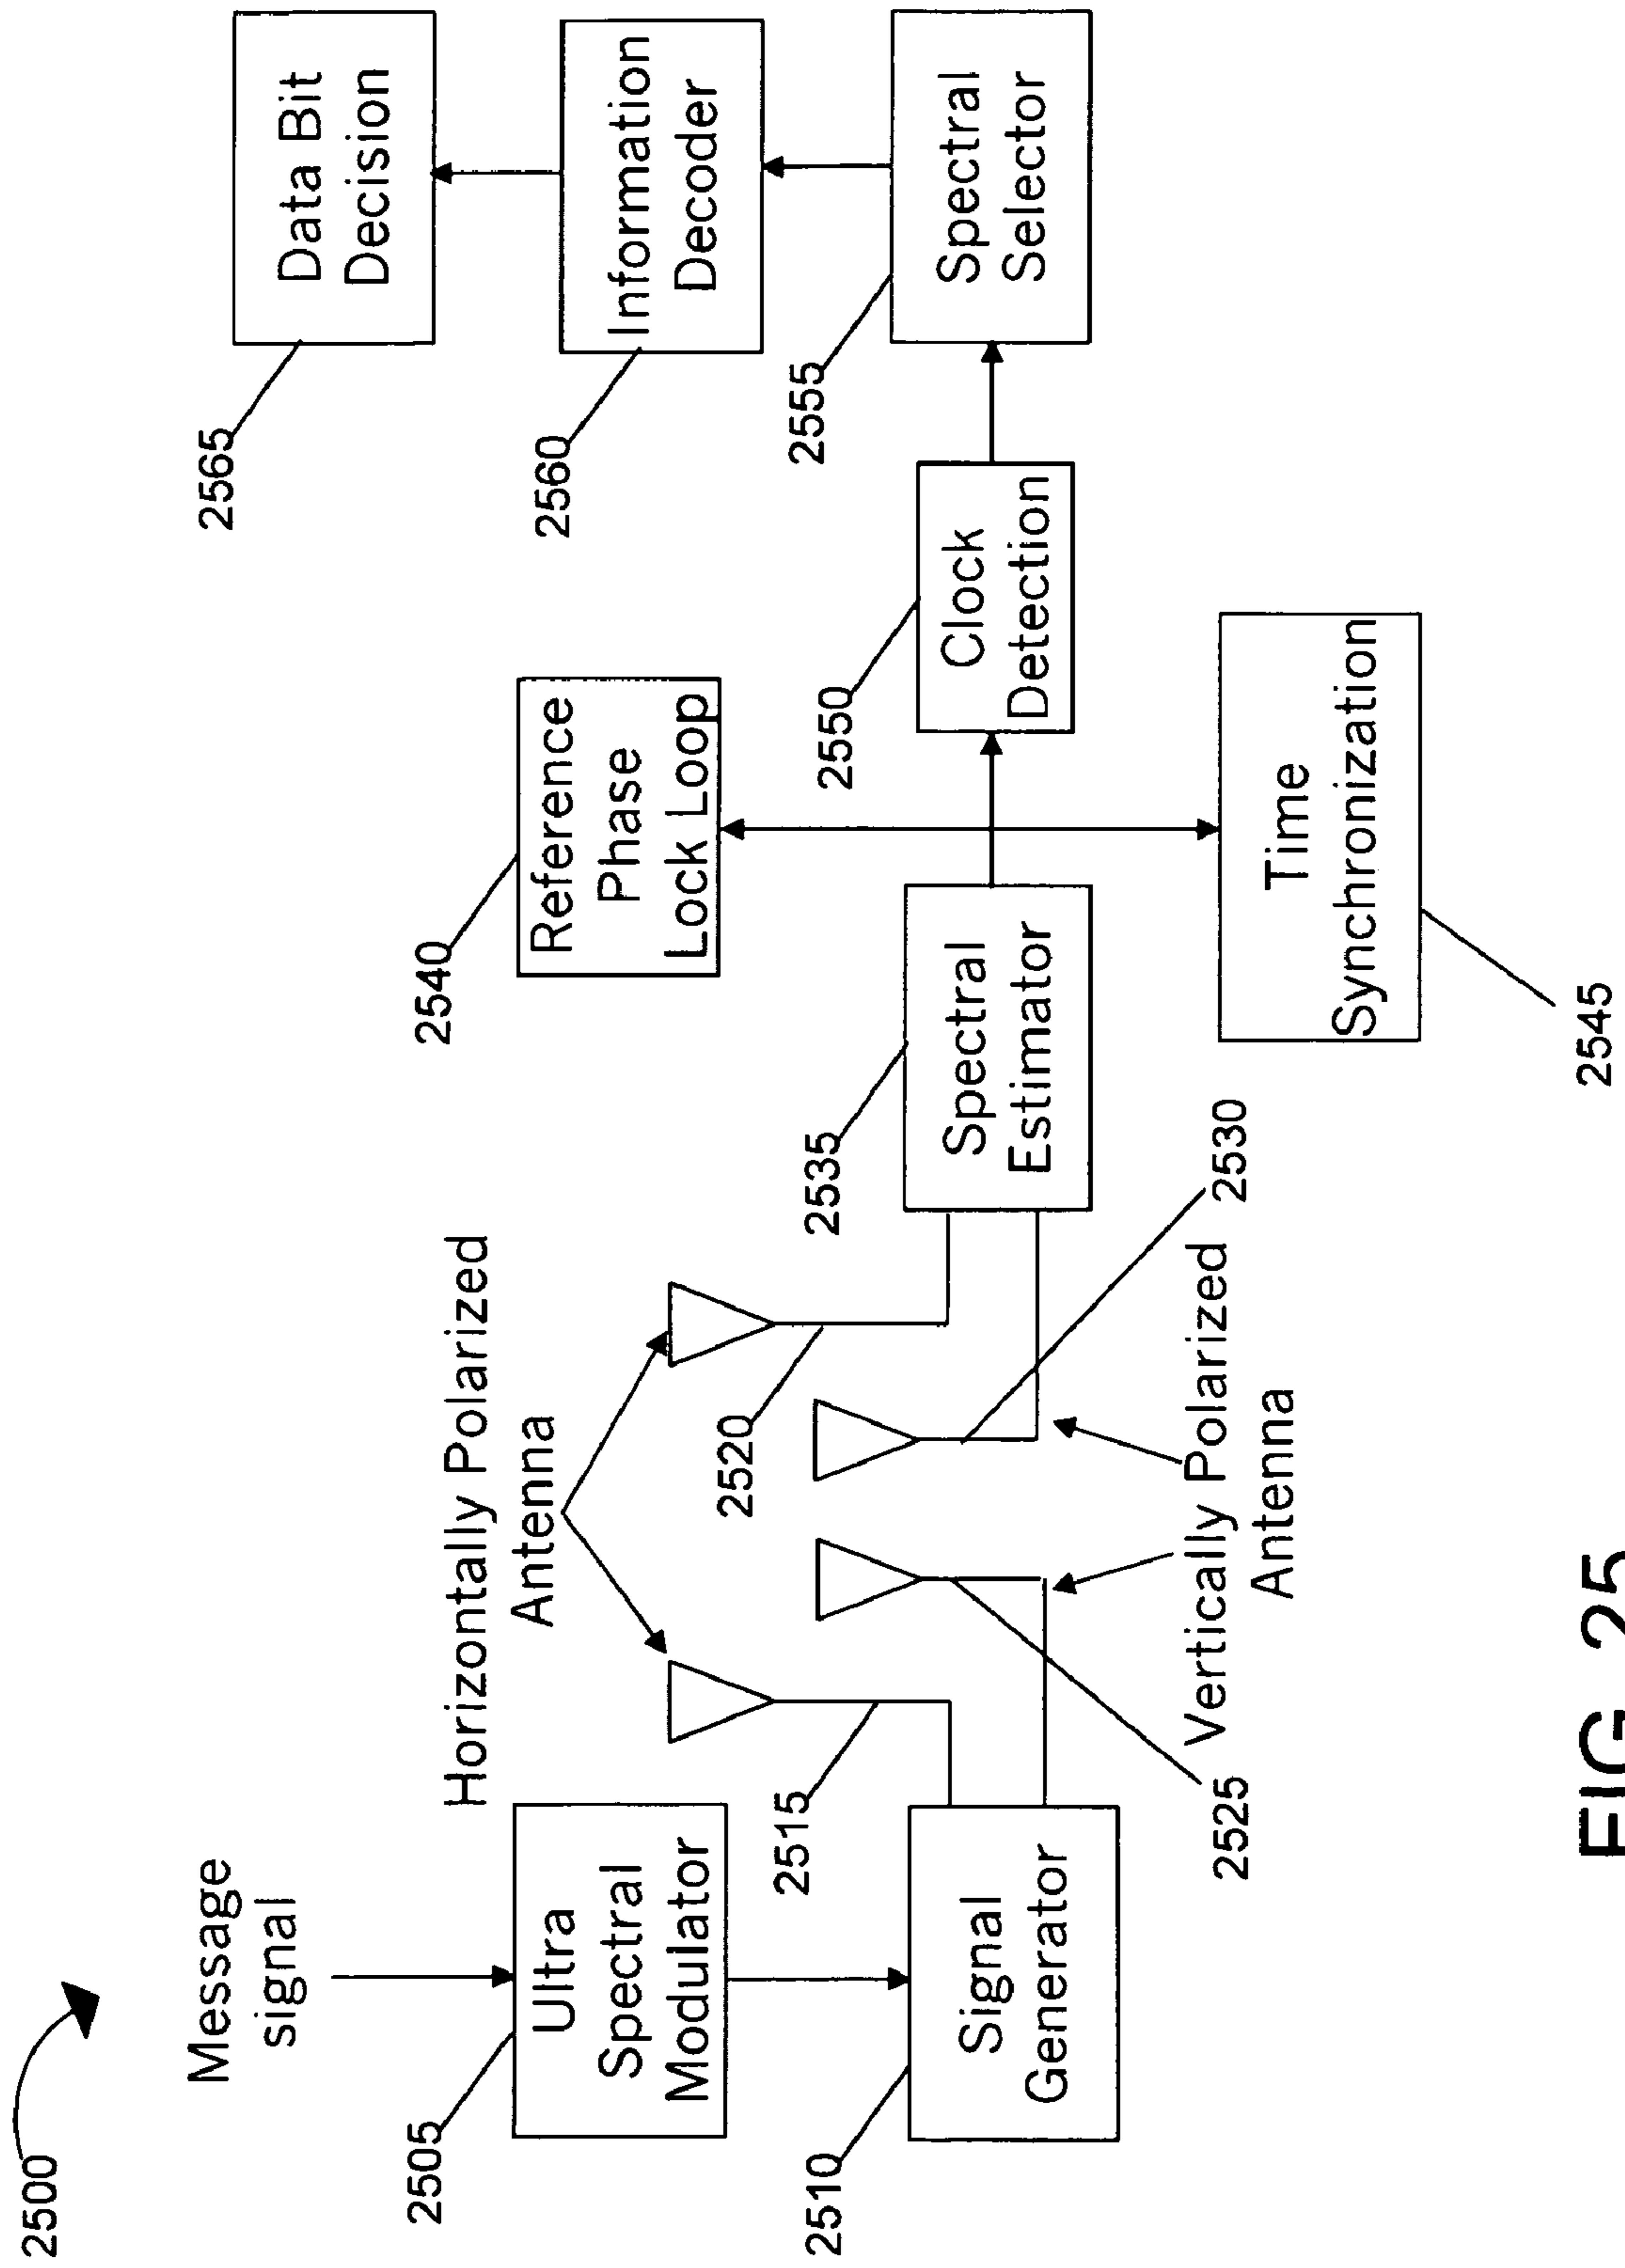 2500
Message
signal
2505
Ultra
Spectral
Modulator
2510
Signal
Generator
Horizontally Polarized
Antenna
2515
2520
2525
2530
Vertically Polarized
Antenna
2535
Spectral
Estimator
2540
Reference
Phase
Lock Loop
2545
Time
Synchronization
2550
Clock
Detection
2555
Spectral
Selector
2560
Information
Decoder
2565
Data Bit
Decision
FIG. 25